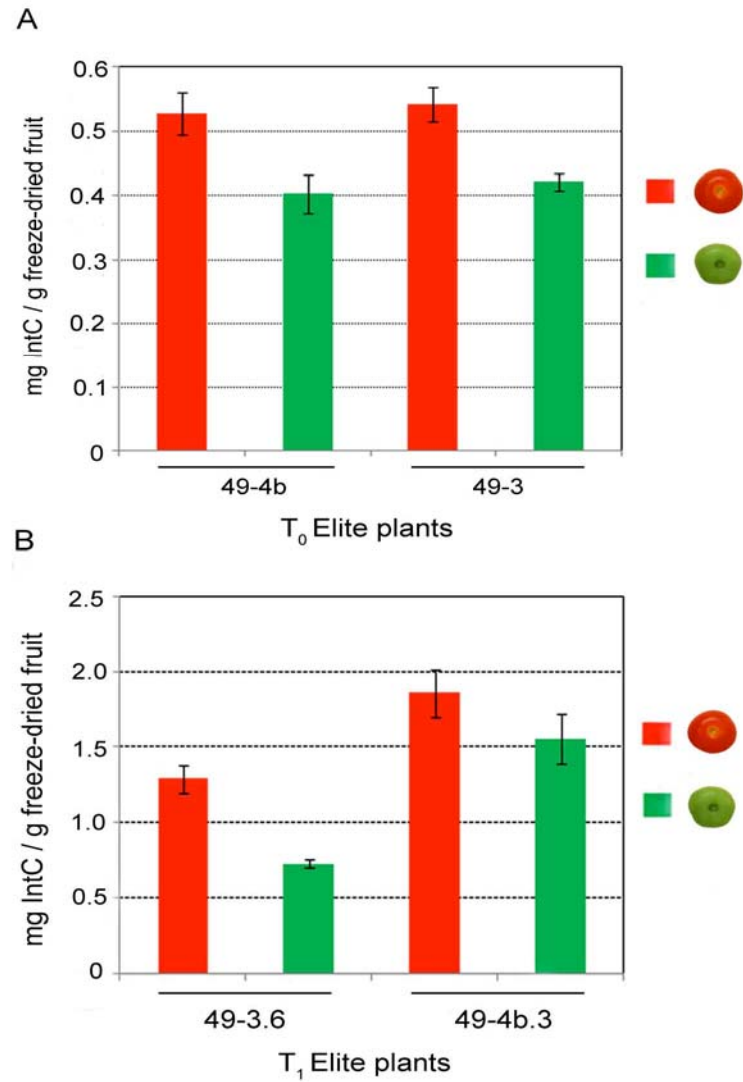 A
mg IntC / g freeze-dried fruit
0.6
0.5
0.4
0.3
0.2
0.1
0
49-4b
49-3
T0 Elite plants
B
mg IntC / g freeze-dried fruit
2.5
2.0
1.5
1.0
0.5
0
49-3.6
49-4b.3
T1 Elite plants